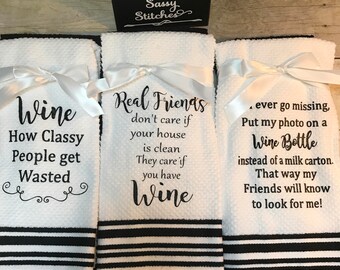 Sassy
Stitches
Wine
How Classy
People get
Wasted
Real Friends
don't care if
your house
is clean
They care if
you have
Wine
ever go missing,
Put my photo on a
Wine Bottle
instead of a milk carton.
That way my
Friends will know
to look for me!